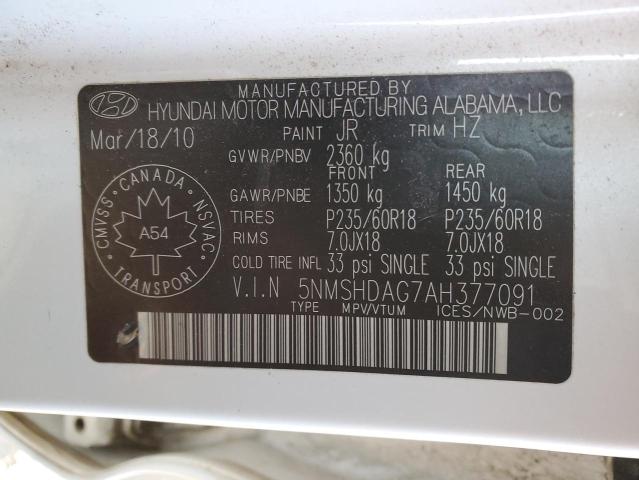 MANUFACTURED BY
HYUNDAI MOTOR MANUFACTURING ALABAMA, LLC
Mar/18/10 PAINT JR TRIM HZ
GVWR/PNBV 2360 kg
FRONT REAR
GAWR/PNBE 1350 kg 1450 kg
TIRES P235/60R18 P235/60R18
RIMS 7.0JX18 7.0JX18
COLD TIRE INFL 33 psi SINGLE 33 psi SINGLE
V.I.N 5NMSHDAG7AH377091
TYPE MPV/VTUM ICES/NWB-002
CMVSS • CANADA • NSVAC
A54
TRANSPORT